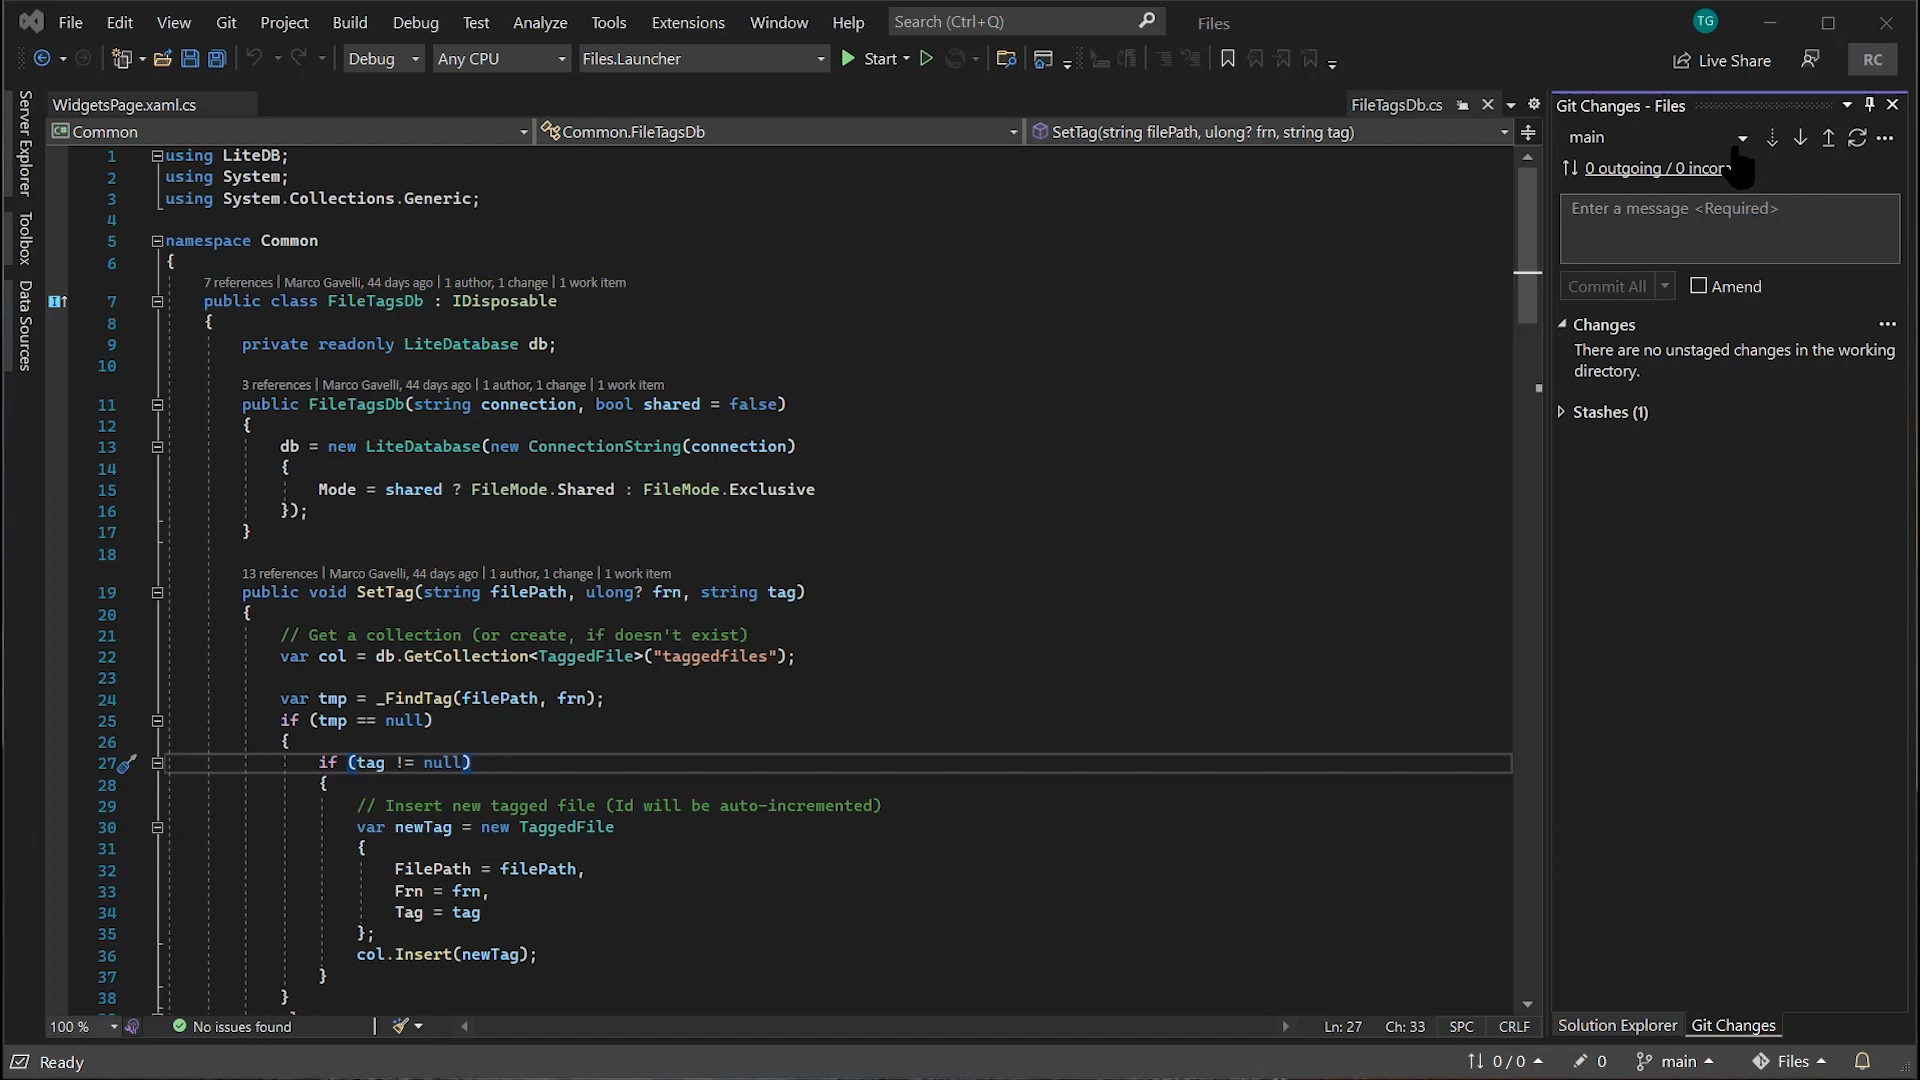 File Edit View Git Project Build Debug Test Analyze Tools Extensions Window Help Search (Ctrl+Q) Files TG
Debug Any CPU Files.Launcher Start Live Share RC
Server Explorer
Toolbox
Data Sources
WidgetsPage.xaml.cs FileTagsDb.cs
Common Common.FileTagsDb SetTag(string filePath, ulong? frn, string tag)
1 using LiteDB;
2 using System;
3 using System.Collections.Generic;
4
5 namespace Common
6 {
7 references | Marco Gavelli, 44 days ago | 1 author, 1 change | 1 work item
7 public class FileTagsDb : IDisposable
8 {
9 private readonly LiteDatabase db;
10
3 references | Marco Gavelli, 44 days ago | 1 author, 1 change | 1 work item
11 public FileTagsDb(string connection, bool shared = false)
12 {
13 db = new LiteDatabase(new ConnectionString(connection)
14 {
15 Mode = shared ? FileMode.Shared : FileMode.Exclusive
16 });
17 }
18
13 references | Marco Gavelli, 44 days ago | 1 author, 1 change | 1 work item
19 public void SetTag(string filePath, ulong? frn, string tag)
20 {
21 // Get a collection (or create, if doesn't exist)
22 var col = db.GetCollection<TaggedFile>("taggedfiles");
23
24 var tmp = _FindTag(filePath, frn);
25 if (tmp == null)
26 {
27 if (tag != null)
28 {
29 // Insert new tagged file (Id will be auto-incremented)
30 var newTag = new TaggedFile
31 {
32 FilePath = filePath,
33 Frn = frn,
34 Tag = tag
35 };
36 col.Insert(newTag);
37 }
38 }
100 % No issues found Ln: 27 Ch: 33 SPC CRLF
Git Changes - Files
main
0 outgoing / 0 incom
Enter a message <Required>
Commit All Amend
Changes
There are no unstaged changes in the working
directory.
Stashes (1)
Solution Explorer Git Changes
Ready 0 / 0 0 main Files